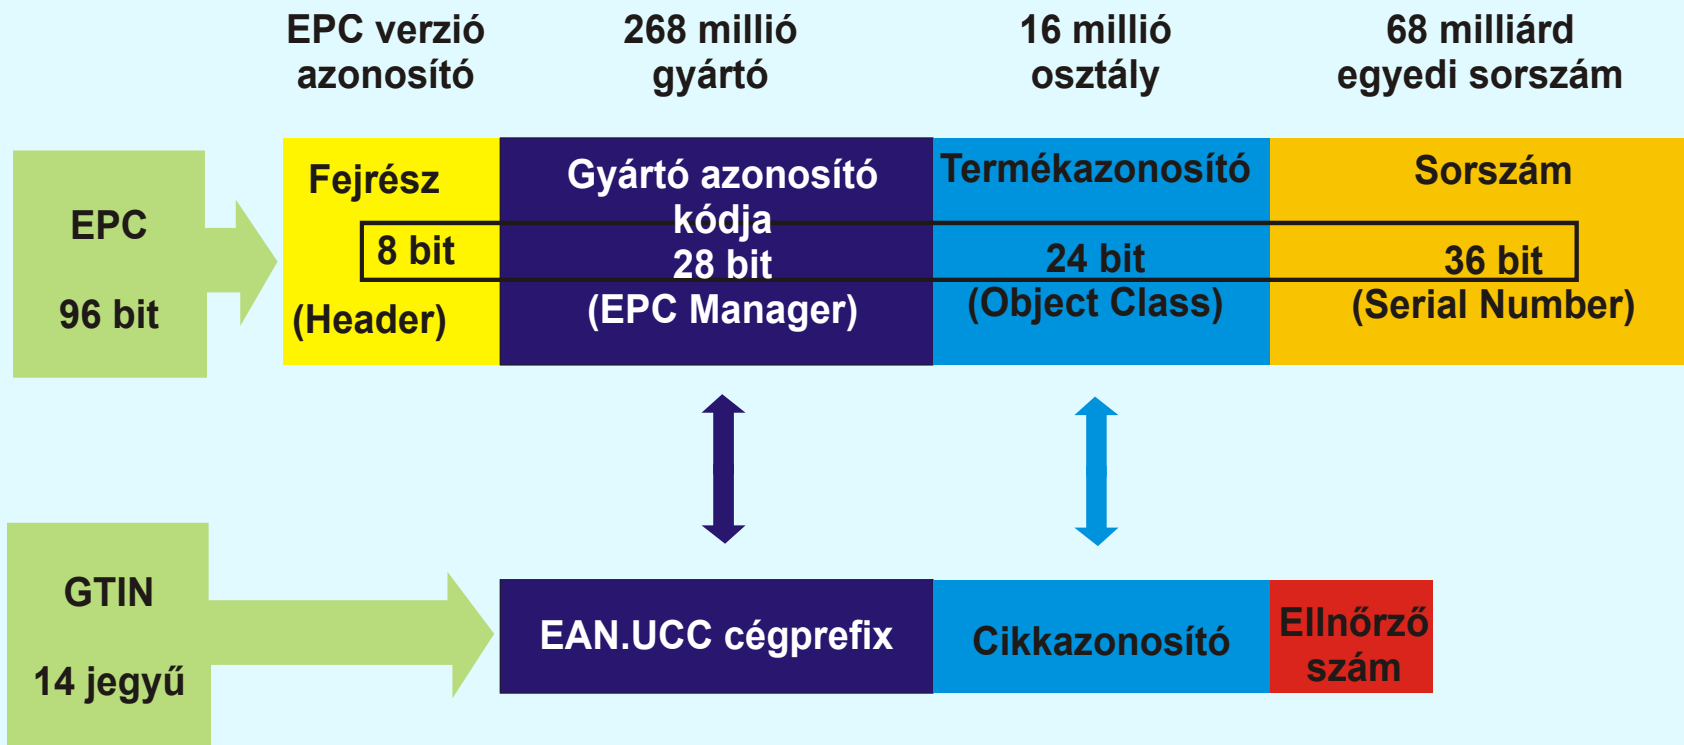 EPC verzió
azonosító
268 millió
gyártó
16 millió
osztály
68 milliárd
egyedi sorszám
EPC
96 bit
Fejrész
8 bit
(Header)
Gyártó azonosító
kódja
28 bit
(EPC Manager)
Termékazonosító
24 bit
(Object Class)
Sorszám
36 bit
(Serial Number)
GTIN
14 jegyű
EAN.UCC cégprefix
Cikkazonosító
Ellnőrző
szám